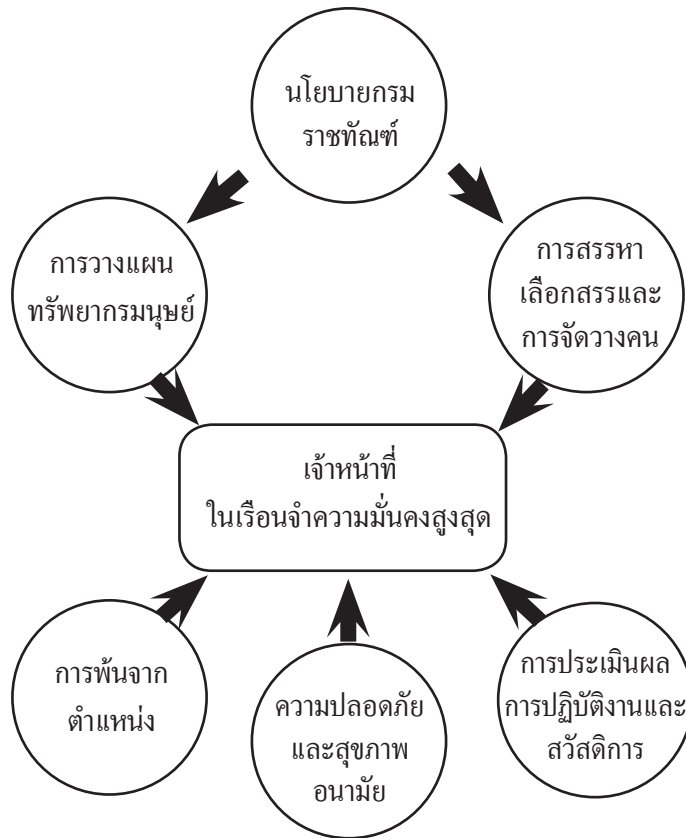 นโยบายกรม
ราชทัณฑ์
การวางแผน
ทรัพยากรมนุษย์
การสรรหา
เลือกสรรและ
การจัดวางคน
เจ้าหน้าที่
ในเรือนจำความมั่นคงสูงสุด
การพ้นจาก
ตำแหน่ง
ความปลอดภัย
และสุขภาพ
อนามัย
การประเมินผล
การปฏิบัติงานและ
สวัสดิการ